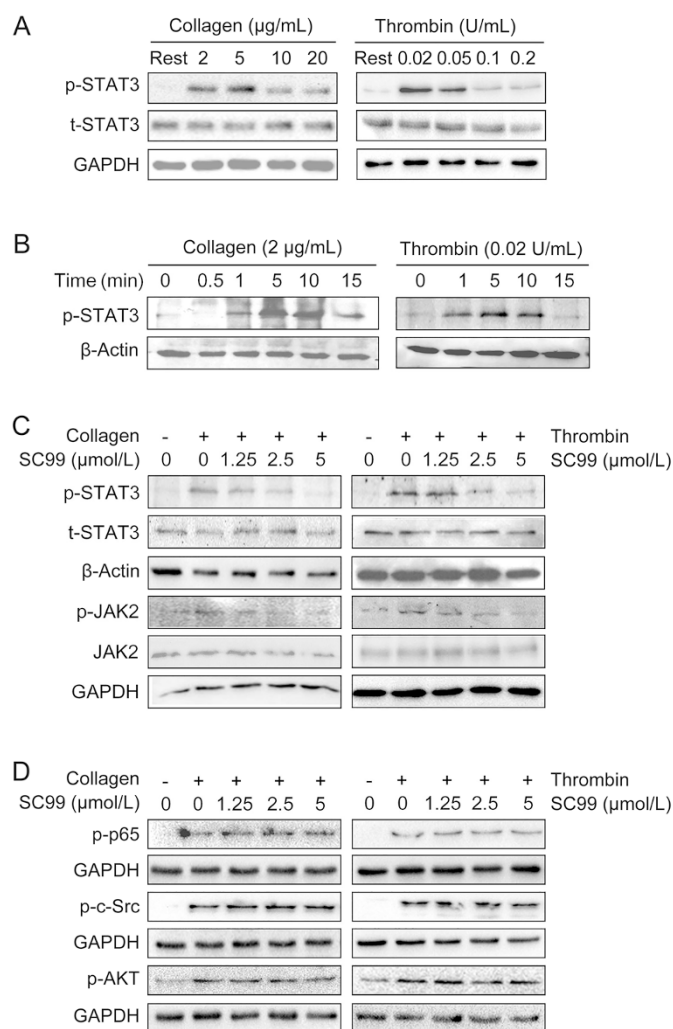 A
Collagen (μg/mL) Thrombin (U/mL)
Rest 2 5 10 20 Rest 0.02 0.05 0.1 0.2
p-STAT3
t-STAT3
GAPDH
B
Collagen (2 μg/mL) Thrombin (0.02 U/mL)
Time (min) 0 0.5 1 5 10 15 0 1 5 10 15
p-STAT3
β-Actin
C
Collagen - + + + + - + + + + Thrombin
SC99 (μmol/L) 0 0 1.25 2.5 5 0 0 1.25 2.5 5 SC99 (μmol/L)
p-STAT3
t-STAT3
β-Actin
p-JAK2
JAK2
GAPDH
D
Collagen - + + + + - + + + + Thrombin
SC99 (μmol/L) 0 0 1.25 2.5 5 0 0 1.25 2.5 5 SC99 (μmol/L)
p-p65
GAPDH
p-c-Src
GAPDH
p-AKT
GAPDH